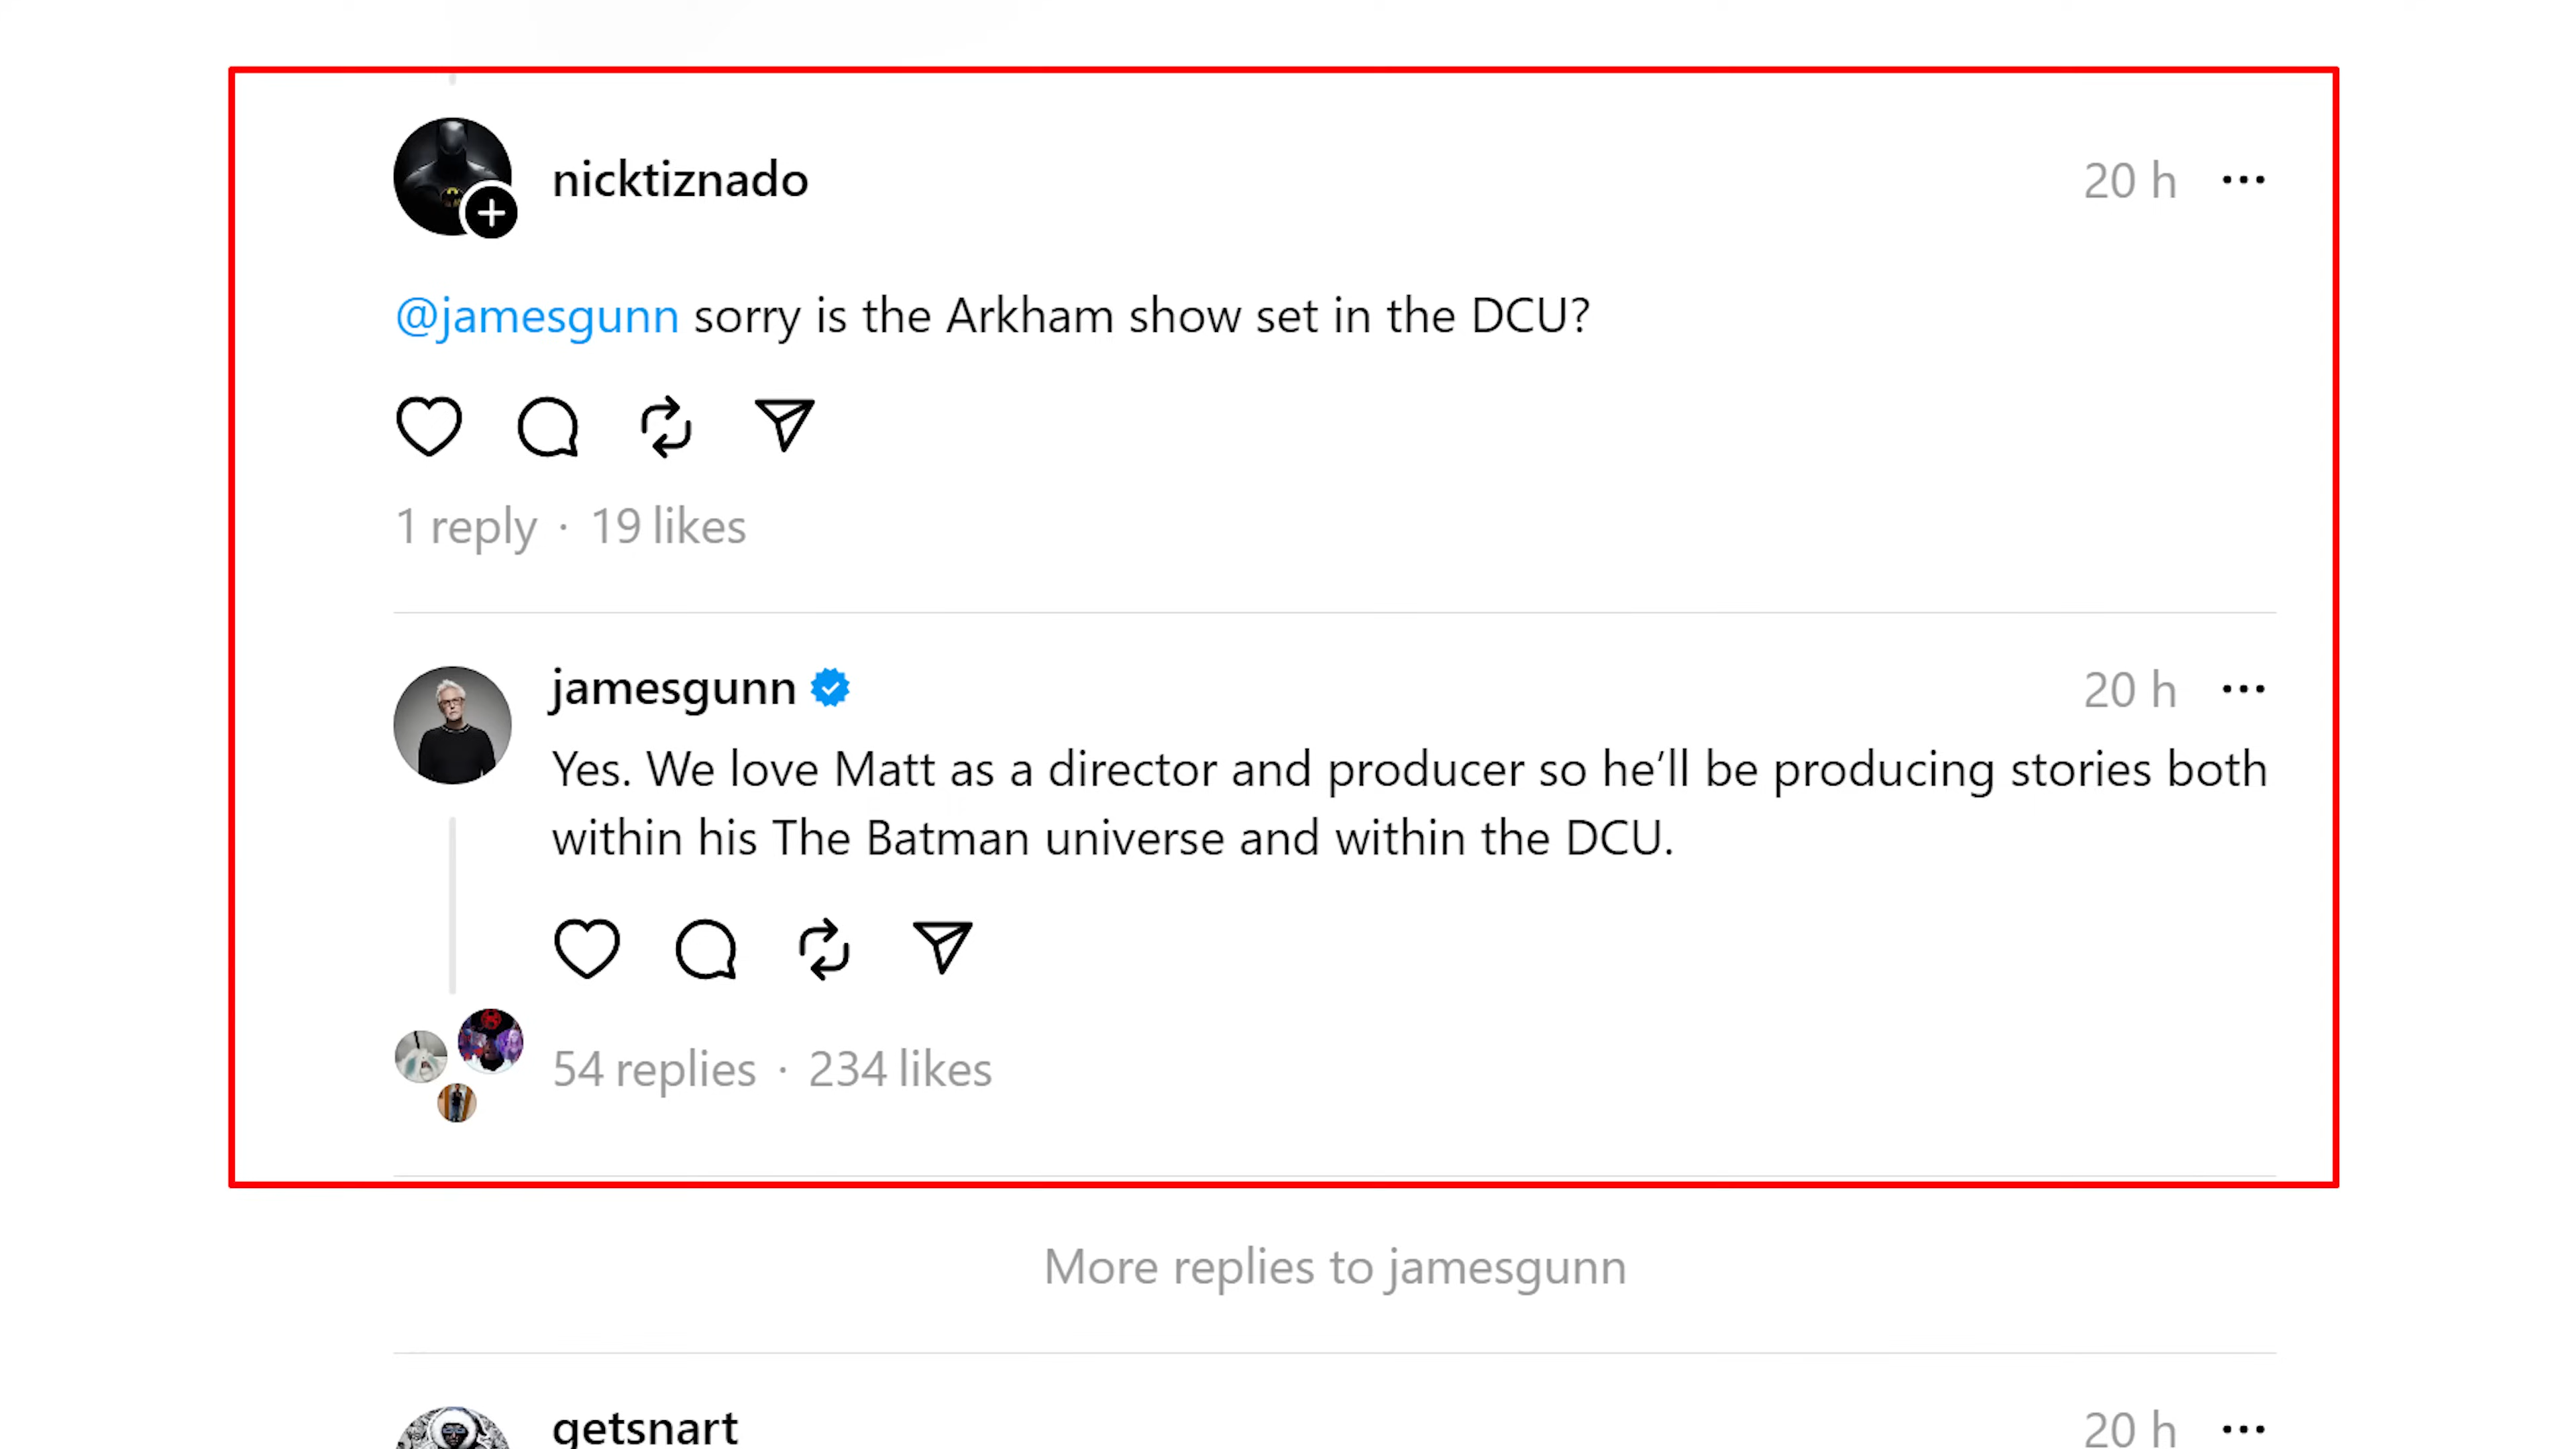 nicktiznado
20 h
@jamesgunn sorry is the Arkham show set in the DCU?
1 reply · 19 likes
jamesgunn
20 h
Yes. We love Matt as a director and producer so he’ll be producing stories both
within his The Batman universe and within the DCU.
54 replies · 234 likes
More replies to jamesgunn
getsnart
20 h